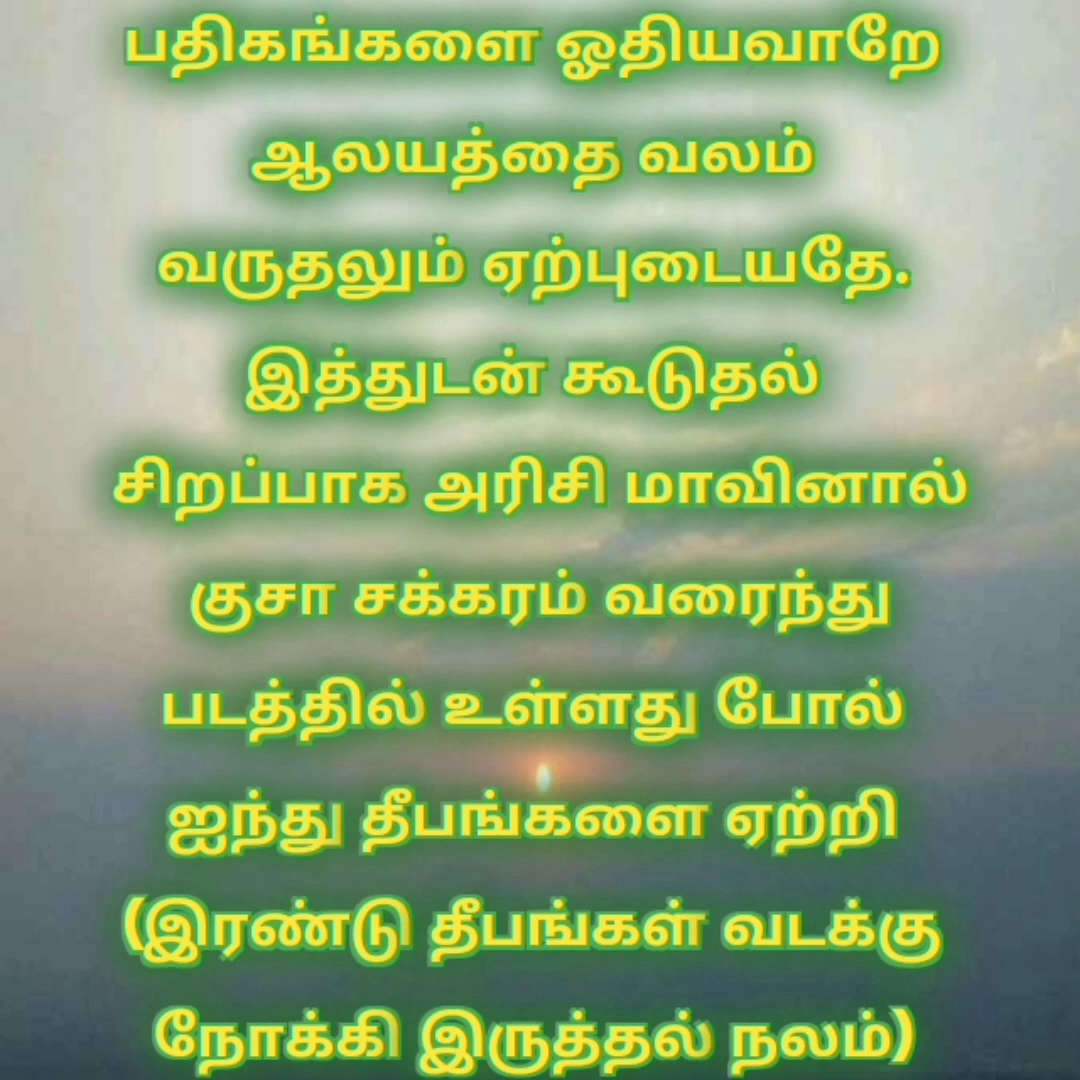 பதிகங்களை ஓதியவாறே
ஆலயத்தை வலம்
வருதலும் ஏற்புடையதே.
இத்துடன் கூடுதல்
சிறப்பாக அரிசி மாவினால்
குசா சக்கரம் வரைந்து
படத்தில் உள்ளது போல்
ஐந்து தீபங்களை ஏற்றி
(இரண்டு தீபங்கள் வடக்கு
நோக்கி இருத்தல் நலம்)